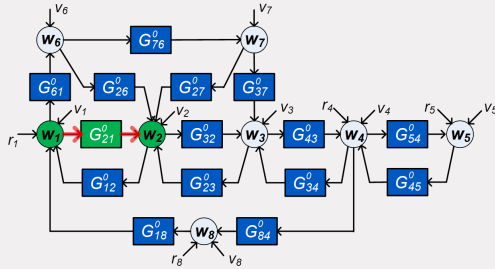 v₆ v₇
w₆ G⁰₇₆ w₇
G⁰₆₁ G⁰₂₆ G⁰₂₇ G⁰₃₇
v₁ v₂ v₃ r₄ v₄ r₅ v₅
r₁ w₁ G⁰₂₁ w₂ G⁰₃₂ w₃ G⁰₄₃ w₄ G⁰₅₄ w₅
G⁰₁₂ G⁰₂₃ G⁰₃₄ G⁰₄₅
G⁰₁₈ w₈ G⁰₈₄
r₈ v₈